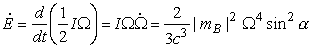 Ė = d/dt (1/2 IΩ) = IΩΩ̇ = 2/3c³ | m_B |² Ω⁴ sin² α